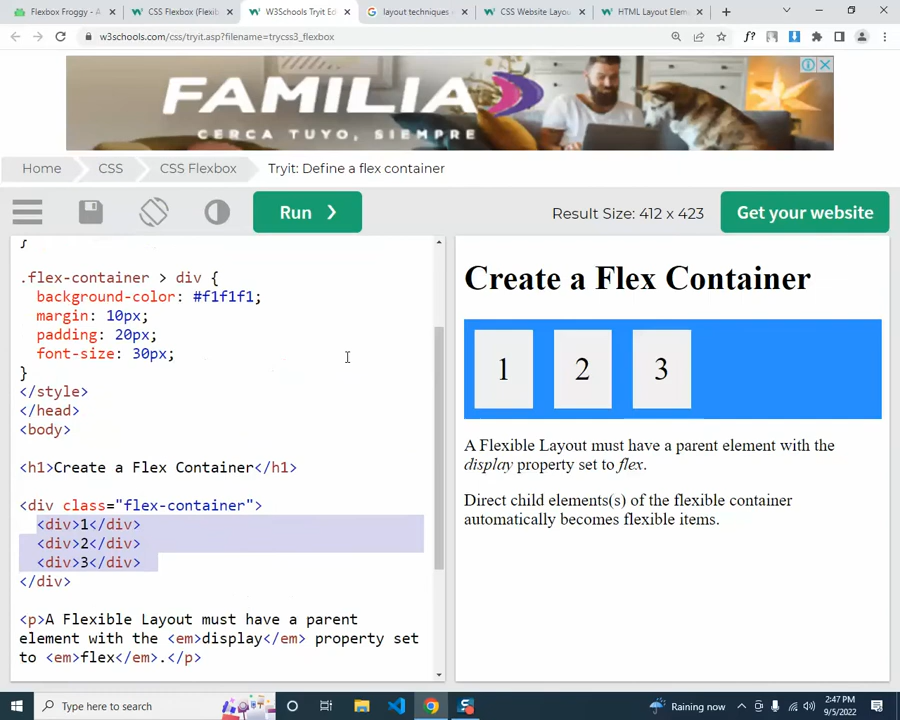 Flexbox Froggy - A
CSS Flexbox (Flexi
W3Schools Tryit Ed
layout techniques
CSS Website Layou
HTML Layout Elem
w3schools.com/css/tryit.asp?filename=trycss3_flexbox
f?
FAMILIA
CERCA TUYO, SIEMPRE
Home
CSS
CSS Flexbox
Tryit: Define a flex container
Run ❯
Result Size: 412 x 423
Get your website
}
.flex-container > div {
background-color: #f1f1f1;
margin: 10px;
padding: 20px;
font-size: 30px;
}
</style>
</head>
<body>
<h1>Create a Flex Container</h1>
<div class="flex-container">
<div>1</div>
<div>2</div>
<div>3</div>
</div>
<p>A Flexible Layout must have a parent
element with the <em>display</em> property set
to <em>flex</em>.</p>
Create a Flex Container
1 2 3
A Flexible Layout must have a parent element with the
display property set to flex.
Direct child elements(s) of the flexible container
automatically becomes flexible items.
Type here to search
Raining now
2:47 PM
9/5/2022